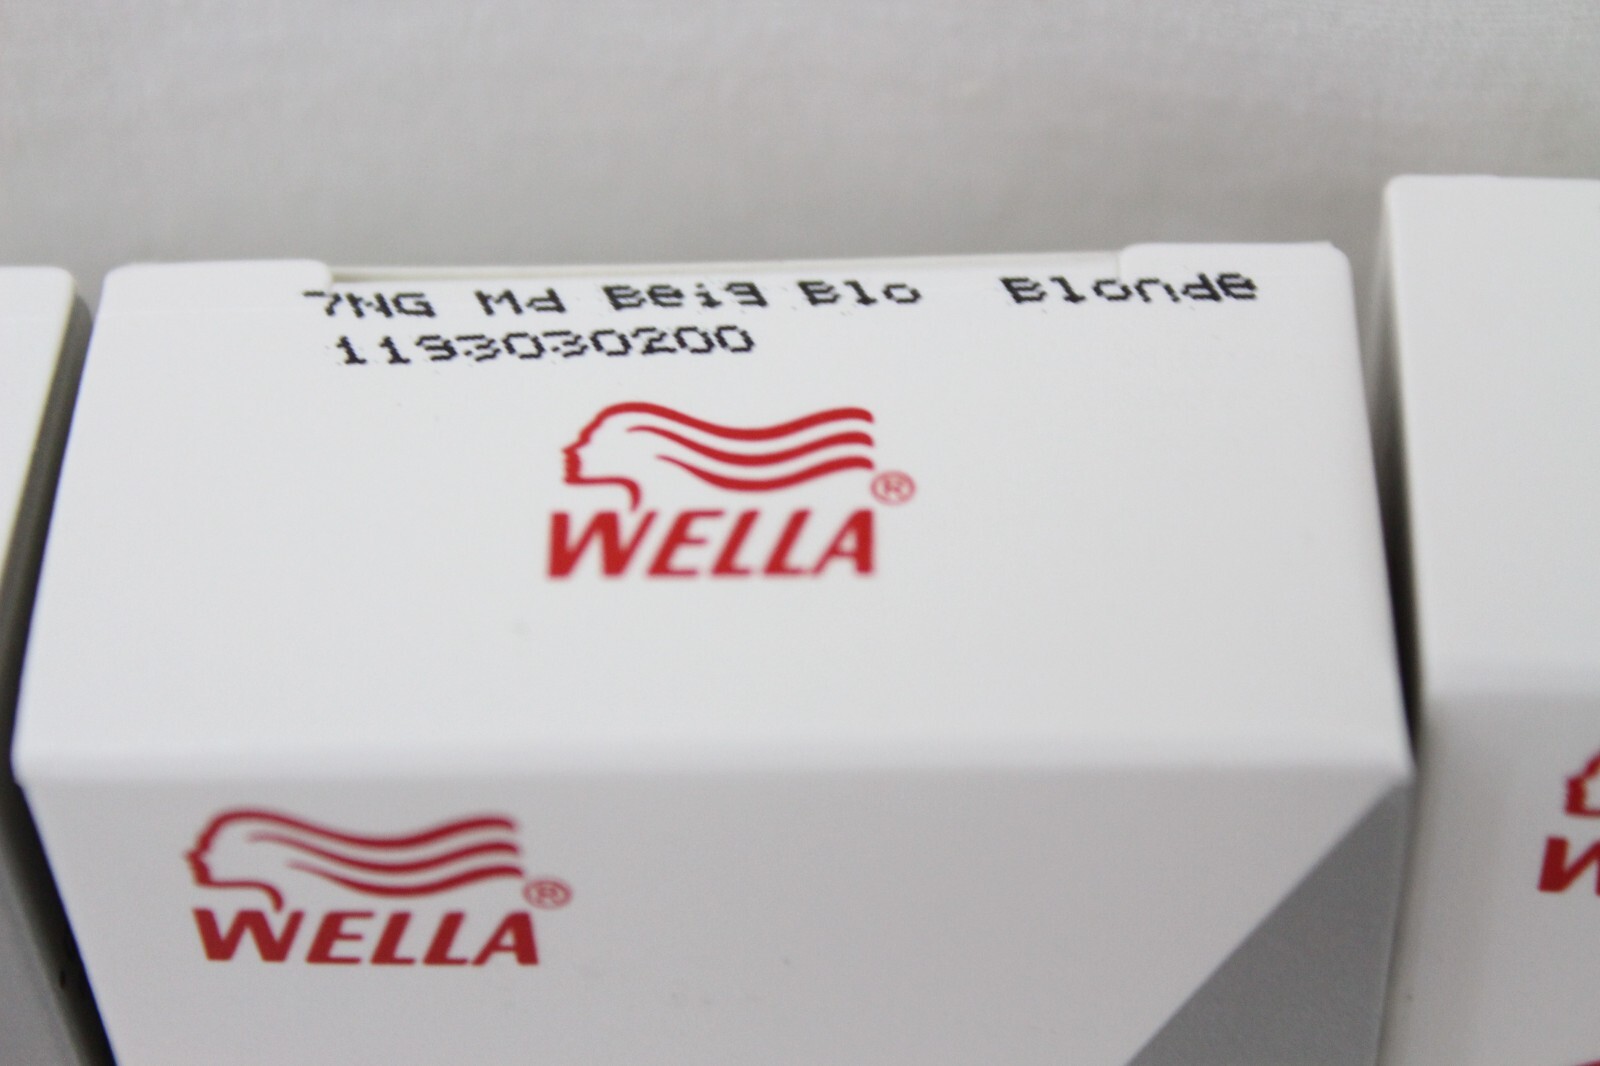 7NG Md Beig Blo Blonde
1193030200
WELLA®
WELLA®